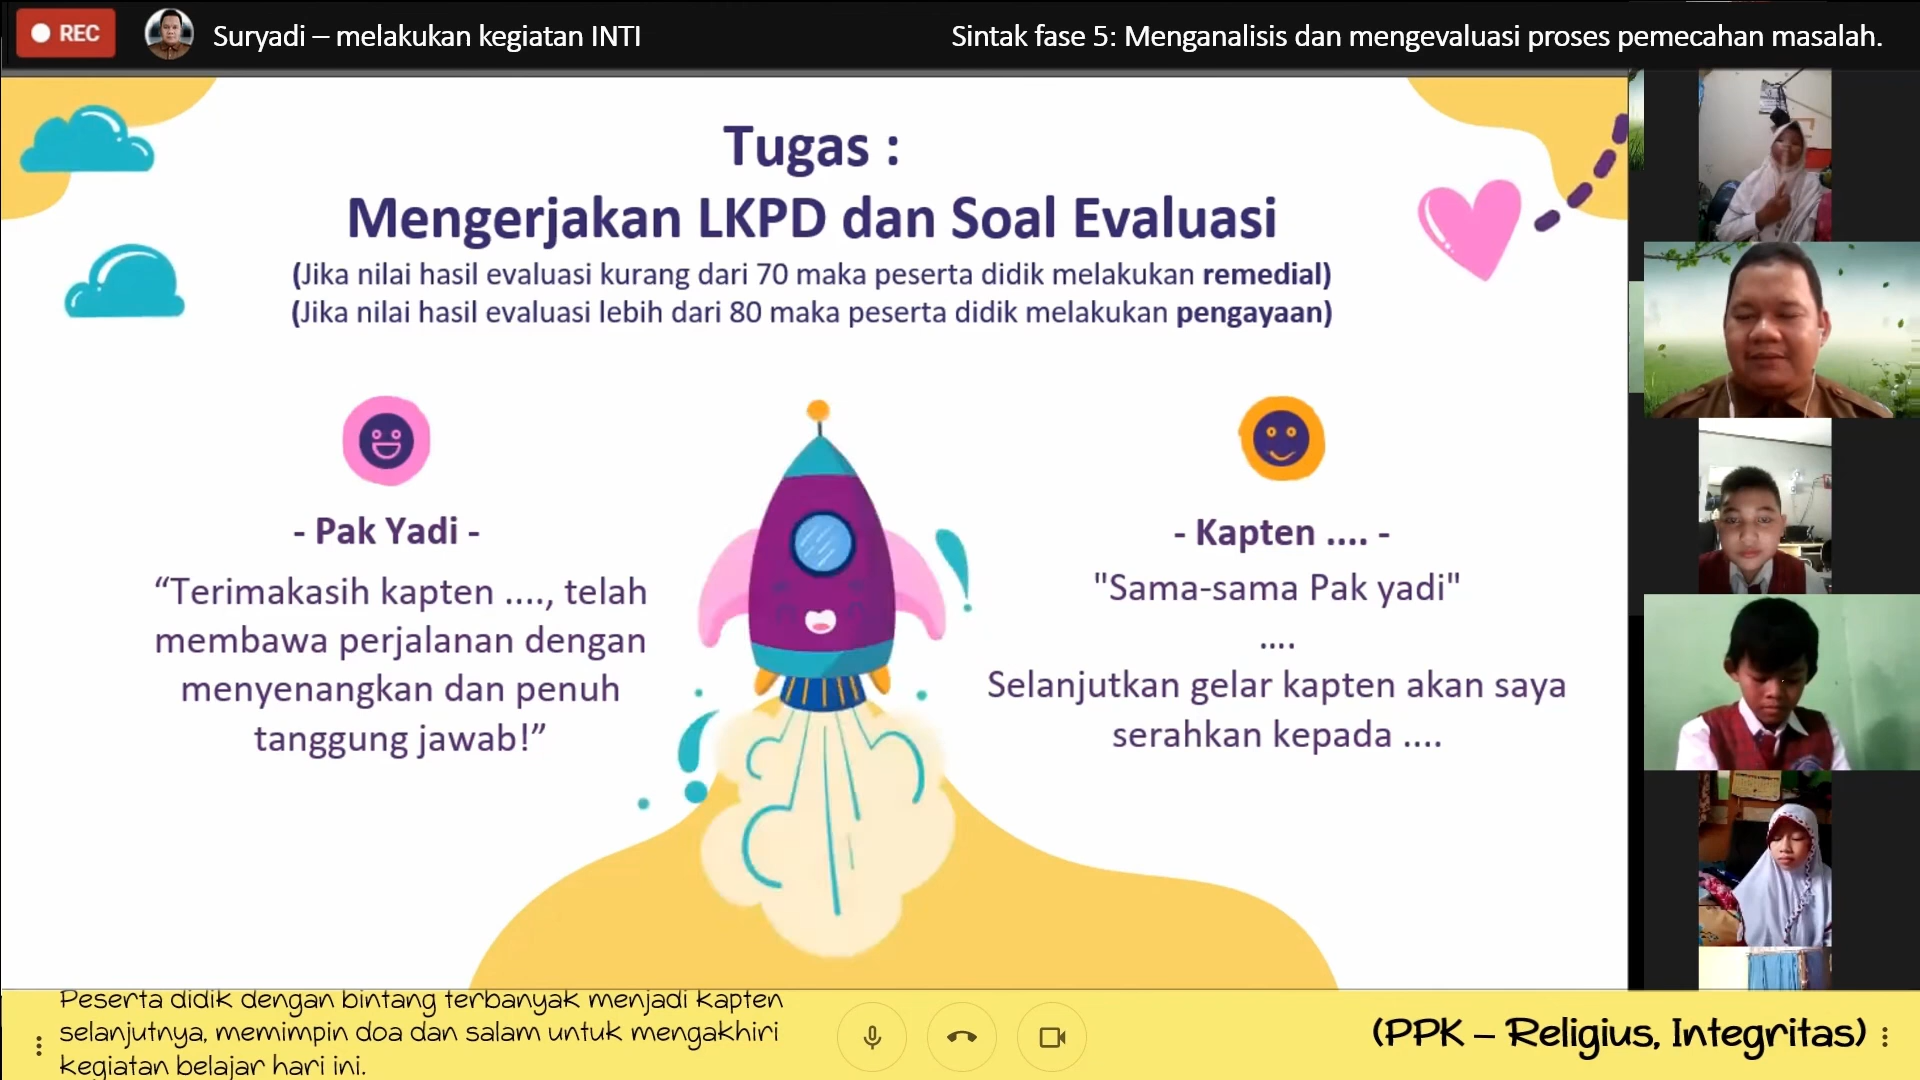 REC
Suryadi – melakukan kegiatan INTI
Sintak fase 5: Menganalisis dan mengevaluasi proses pemecahan masalah.
Tugas :
Mengerjakan LKPD dan Soal Evaluasi
(Jika nilai hasil evaluasi kurang dari 70 maka peserta didik melakukan remedial)
(Jika nilai hasil evaluasi lebih dari 80 maka peserta didik melakukan pengayaan)
- Pak Yadi -
“Terimakasih kapten ...., telah
membawa perjalanan dengan
menyenangkan dan penuh
tanggung jawab!”
- Kapten .... -
"Sama-sama Pak yadi"
....
Selanjutkan gelar kapten akan saya
serahkan kepada ....
Peserta didik dengan bintang terbanyak menjadi kapten
selanjutnya, memimpin doa dan salam untuk mengakhiri
kegiatan belajar hari ini.
(PPK – Religius, Integritas)